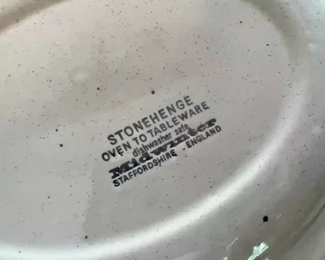 STONEHENGE
OVEN TO TABLEWARE
dishwasher safe
Midwinter
STAFFORDSHIRE - ENGLAND